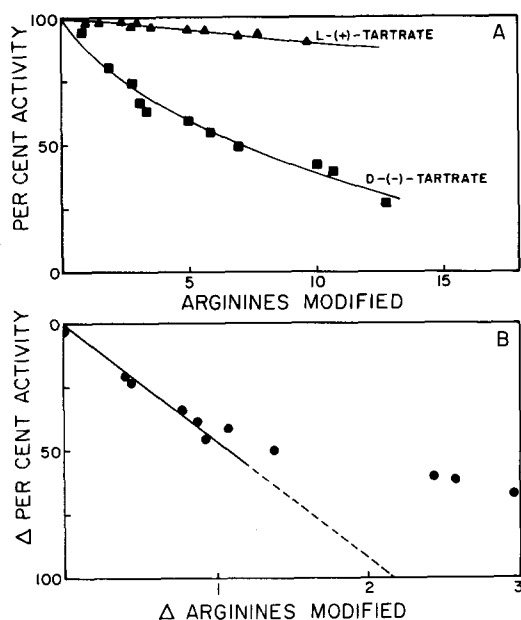 100
A
L-(+)-TARTRATE
PER CENT ACTIVITY
50
D-(-)-TARTRATE
0
5
10
15
ARGININES MODIFIED
0
B
Δ PER CENT ACTIVITY
50
100
1
2
3
Δ ARGININES MODIFIED